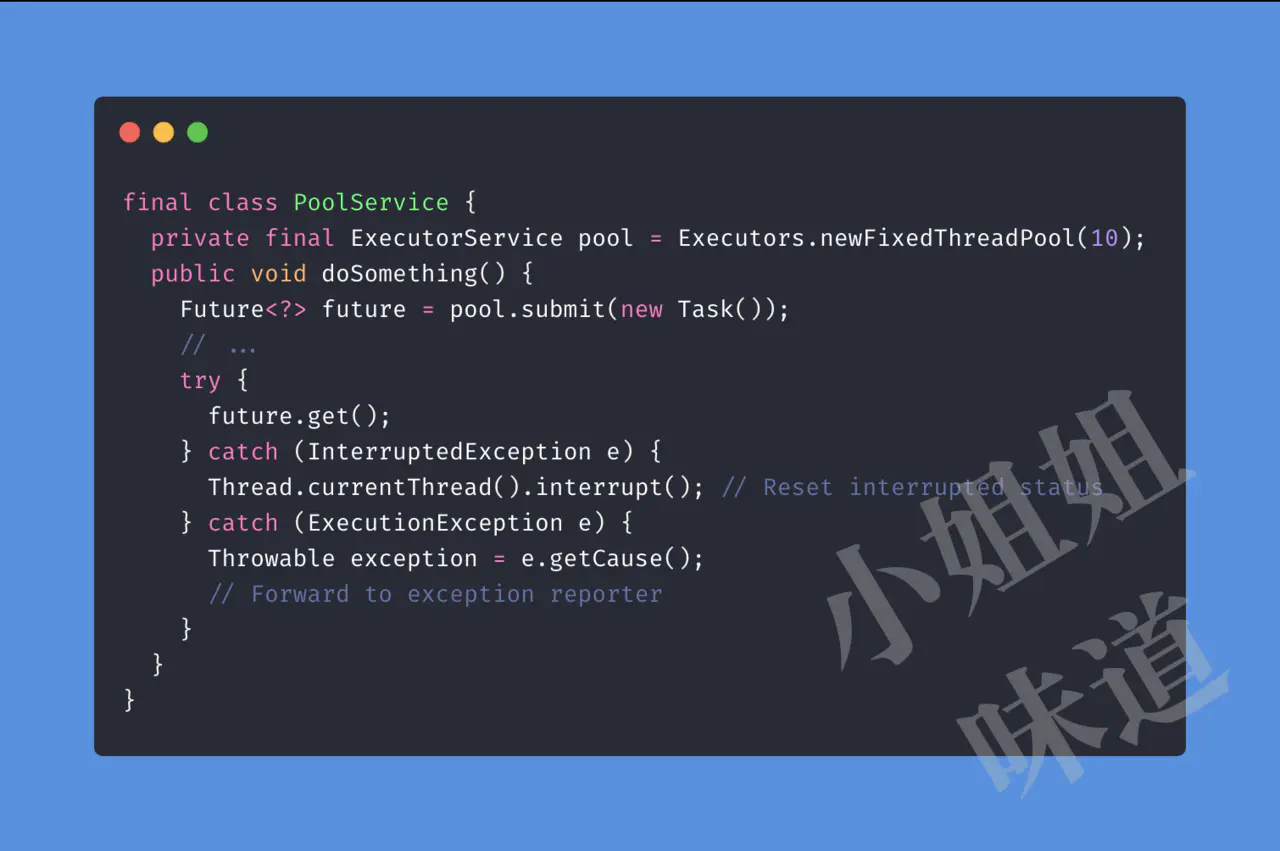 final class PoolService {
  private final ExecutorService pool = Executors.newFixedThreadPool(10);
  public void doSomething() {
    Future<?> future = pool.submit(new Task());
    // ...
    try {
      future.get();
    } catch (InterruptedException e) {
      Thread.currentThread().interrupt(); // Reset interrupted status
    } catch (ExecutionException e) {
      Throwable exception = e.getCause();
      // Forward to exception reporter
    }
  }
}
小姐姐
味道